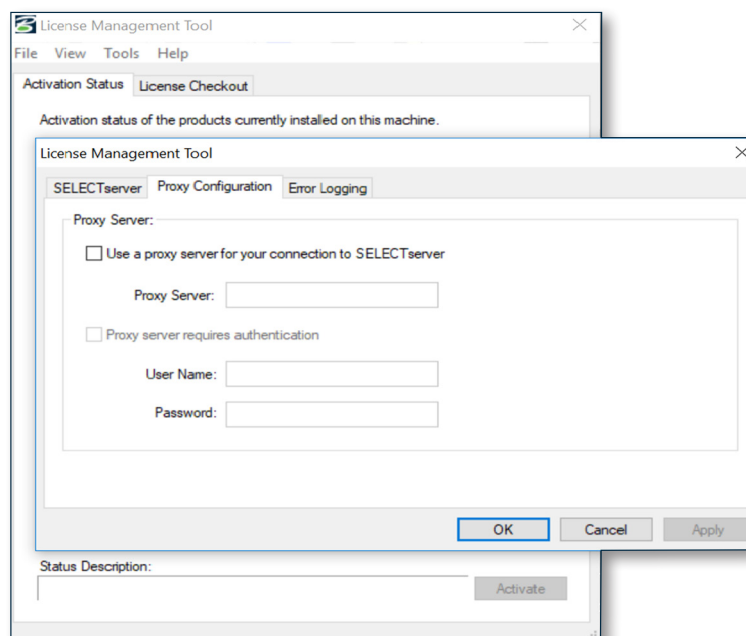 License Management Tool
File View Tools Help
Activation Status License Checkout
Activation status of the products currently installed on this machine.
License Management Tool
SELECTserver Proxy Configuration Error Logging
Proxy Server:
Use a proxy server for your connection to SELECTserver
Proxy Server:
Proxy server requires authentication
User Name:
Password:
OK Cancel Apply
Status Description:
Activate